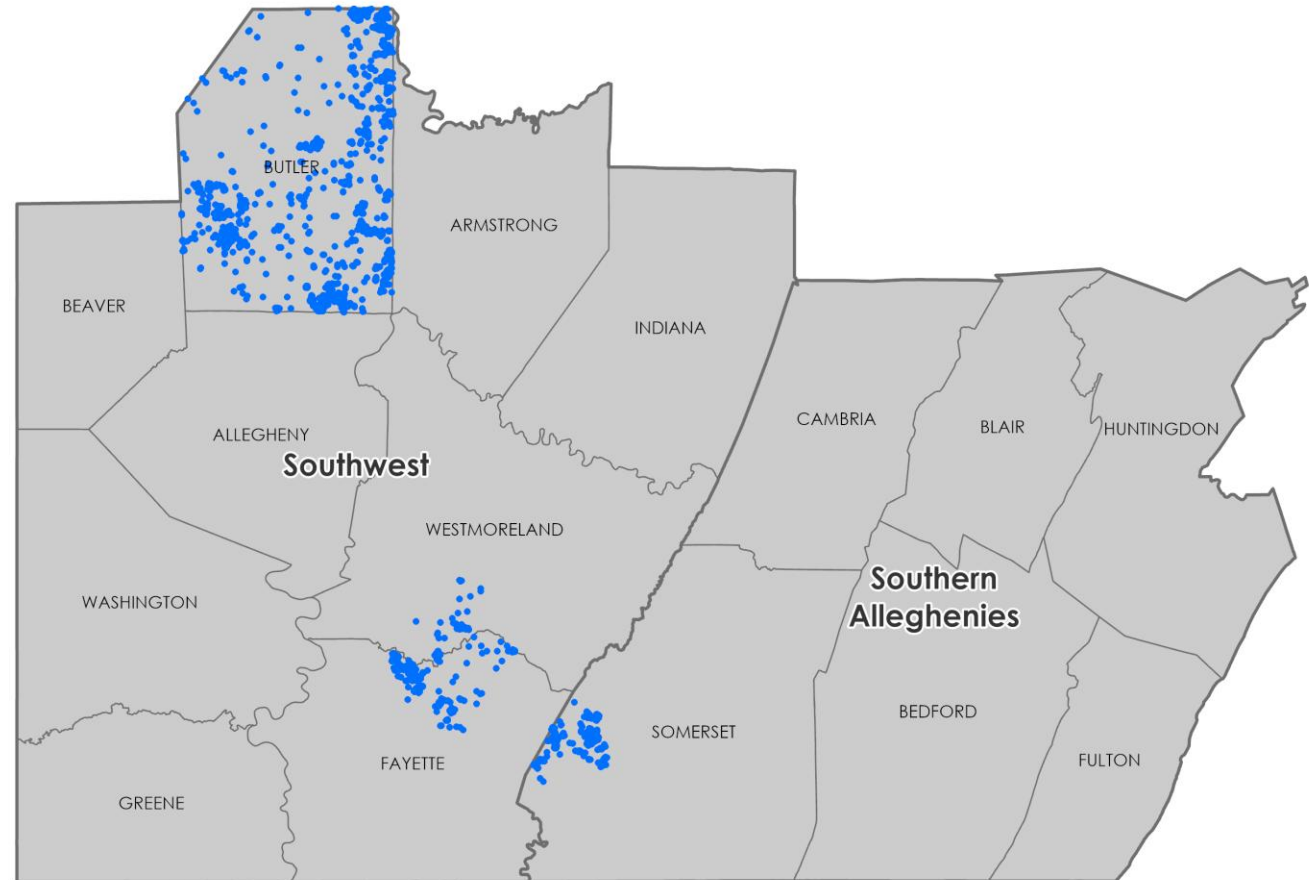 BUTLER
ARMSTRONG
BEAVER
INDIANA
CAMBRIA
BLAIR
HUNTINGDON
ALLEGHENY
Southwest
WESTMORELAND
WASHINGTON
Southern
Alleghenies
BEDFORD
SOMERSET
FAYETTE
FULTON
GREENE